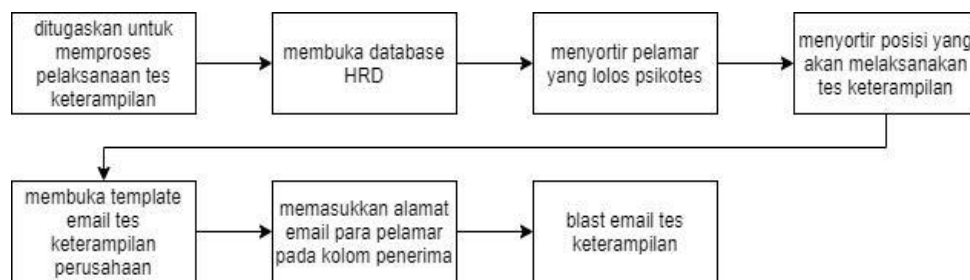 ditugaskan untuk
memproses
pelaksanaan tes
keterampilan
membuka database
HRD
menyortir pelamar
yang lolos psikotes
menyortir posisi yang
akan melaksanakan
tes keterampilan
membuka template
email tes
keterampilan
perusahaan
memasukkan alamat
email para pelamar
pada kolom penerima
blast email tes
keterampilan